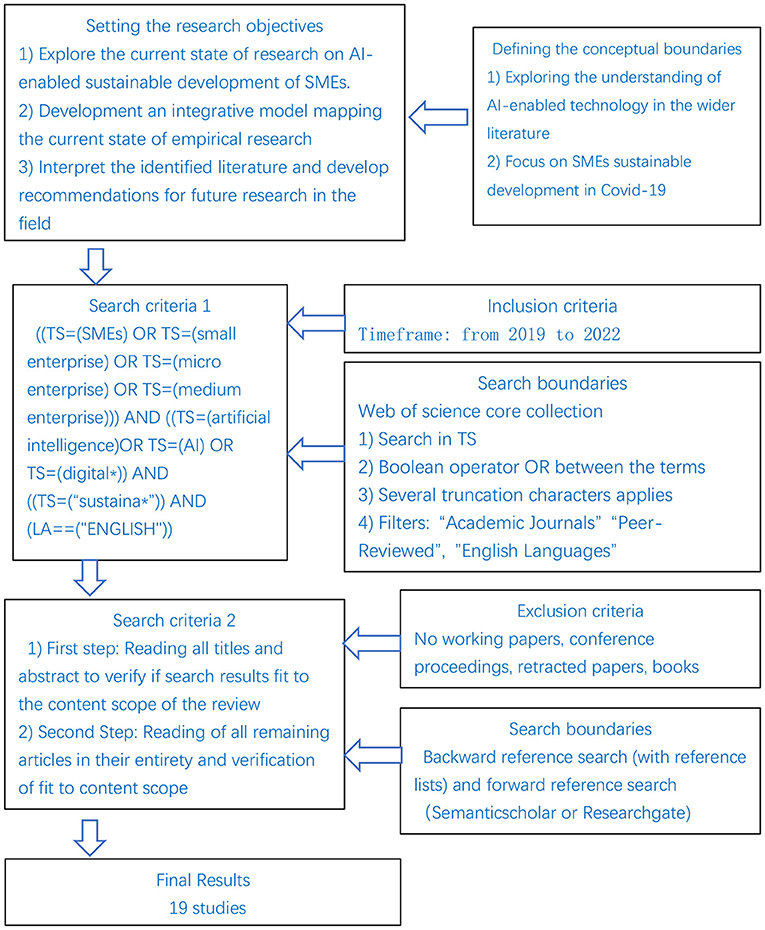 Setting the research objectives
1) Explore the current state of research on AI-
enabled sustainable development of SMEs.
2) Development an integrative model mapping
the current state of empirical research
3) Interpret the identified literature and develop
recommendations for future research in the
field
Defining the conceptual boundaries
1) Exploring the understanding of
AI-enabled technology in the wider
literature
2) Focus on SMEs sustainable
development in Covid-19
Search criteria 1
((TS=(SMEs) OR TS=(small
enterprise) OR TS=(micro
enterprise) OR TS=(medium
enterprise))) AND ((TS=(artificial
intelligence)OR TS=(AI) OR
TS=(digital*)) AND
((TS=(“sustaina*”)) AND
(LA==("ENGLISH"))
Inclusion criteria
Timeframe: from 2019 to 2022
Search boundaries
Web of science core collection
1) Search in TS
2) Boolean operator OR between the terms
3) Several truncation characters applies
4) Filters: “Academic Journals” “Peer-
Reviewed”, ”English Languages”
Search criteria 2
1) First step: Reading all titles and
abstract to verify if search results fit to
the content scope of the review
2) Second Step: Reading of all remaining
articles in their entirety and verification
of fit to content scope
Exclusion criteria
No working papers, conference
proceedings, retracted papers, books
Search boundaries
Backward reference search (with reference
lists) and forward reference search
（Semanticscholar or Researchgate)
Final Results
19 studies